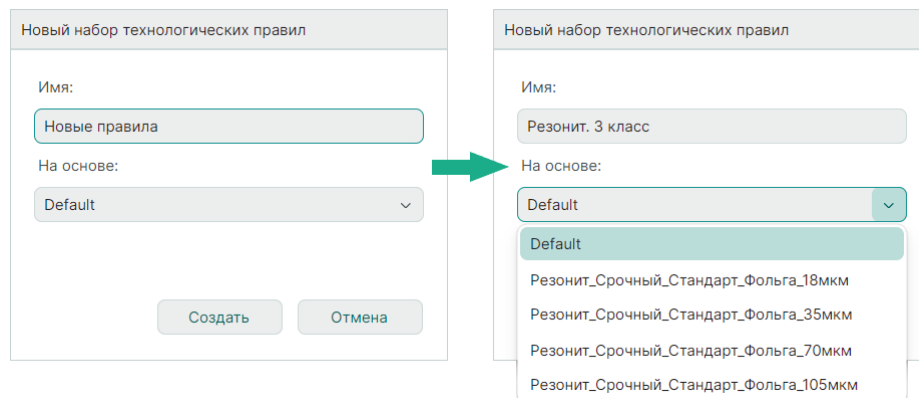 Новый набор технологических правил
Имя:
Новые правила
На основе:
Default
Создать
Отмена
Новый набор технологических правил
Имя:
Резонит. 3 класс
На основе:
Default
Default
Резонит_Срочный_Стандарт_Фольга_18мкм
Резонит_Срочный_Стандарт_Фольга_35мкм
Резонит_Срочный_Стандарт_Фольга_70мкм
Резонит_Срочный_Стандарт_Фольга_105мкм